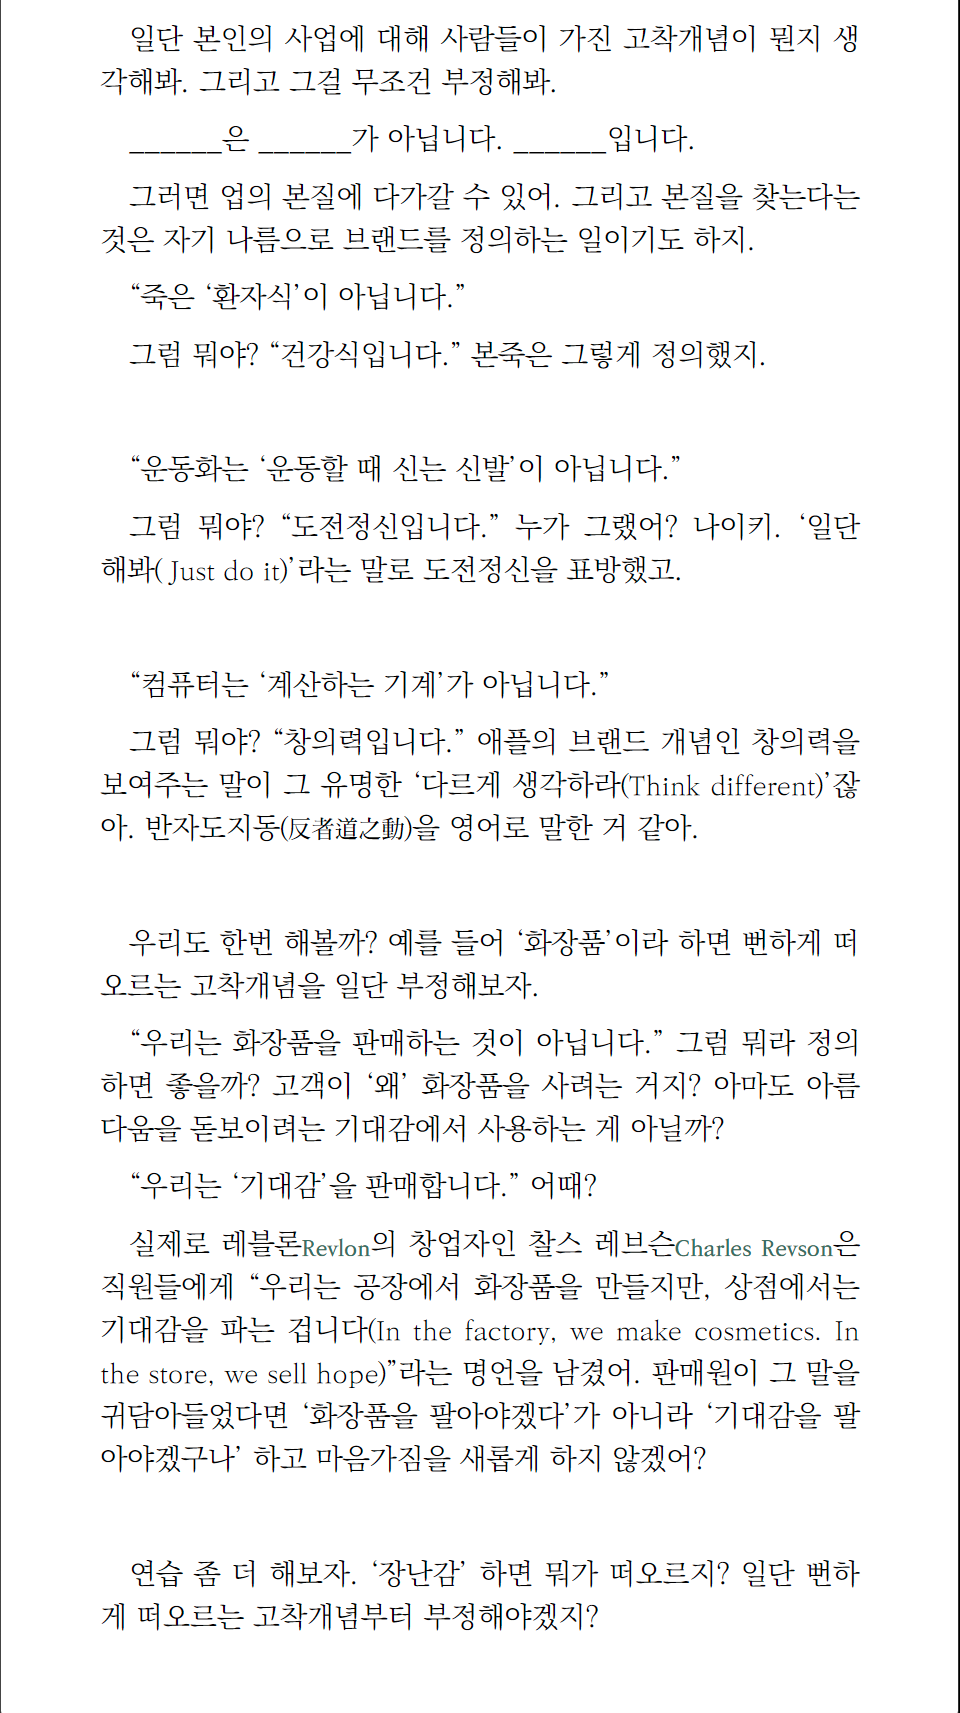 일단 본인의 사업에 대해 사람들이 가진 고착개념이 뭔지 생
각해봐. 그리고 그걸 무조건 부정해봐.
______은 ______가 아닙니다. ______입니다.
그러면 업의 본질에 다가갈 수 있어. 그리고 본질을 찾는다는
것은 자기 나름으로 브랜드를 정의하는 일이기도 하지.
“죽은 ‘환자식’이 아닙니다.”
그럼 뭐야? “건강식입니다.” 본죽은 그렇게 정의했지.
“운동화는 ‘운동할 때 신는 신발’이 아닙니다.”
그럼 뭐야? “도전정신입니다.” 누가 그랬어? 나이키. ‘일단
해봐(Just do it)’라는 말로 도전정신을 표방했고.
“컴퓨터는 ‘계산하는 기계’가 아닙니다.”
그럼 뭐야? “창의력입니다.” 애플의 브랜드 개념인 창의력을
보여주는 말이 그 유명한 ‘다르게 생각하라(Think different)’잖
아. 반자도지동(反者道之動)을 영어로 말한 거 같아.
우리도 한번 해볼까? 예를 들어 ‘화장품’이라 하면 뻔하게 떠
오르는 고착개념을 일단 부정해보자.
“우리는 화장품을 판매하는 것이 아닙니다.” 그럼 뭐라 정의
하면 좋을까? 고객이 ‘왜’ 화장품을 사려는 거지? 아마도 아름
다움을 돋보이려는 기대감에서 사용하는 게 아닐까?
“우리는 ‘기대감’을 판매합니다.” 어때?
실제로 레블론Revlon의 창업자인 찰스 레브슨Charles Revson은
직원들에게 “우리는 공장에서 화장품을 만들지만, 상점에서는
기대감을 파는 겁니다(In the factory, we make cosmetics. In
the store, we sell hope)”라는 명언을 남겼어. 판매원이 그 말을
귀담아들었다면 ‘화장품을 팔아야겠다’가 아니라 ‘기대감을 팔
아야겠구나’ 하고 마음가짐을 새롭게 하지 않겠어?
연습 좀 더 해보자. ‘장난감’ 하면 뭐가 떠오르지? 일단 뻔하
게 떠오르는 고착개념부터 부정해야겠지?